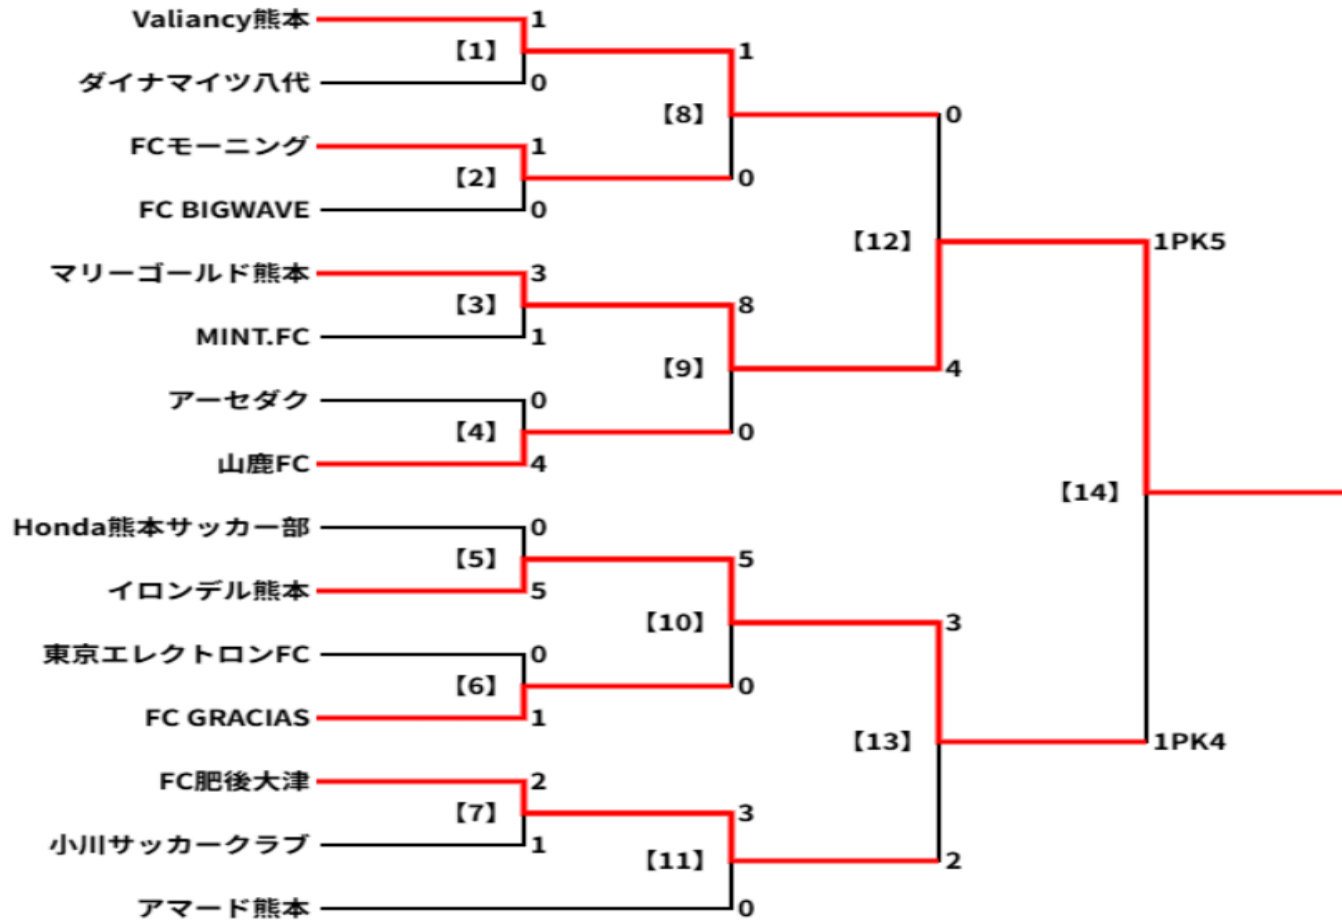 Valiancy熊本 1
【1】 1
ダイナマイツ八代 0
【8】 0
FCモーニング 1
【2】 0
FC BIGWAVE 0
【12】 1PK5
マリーゴールド熊本 3
【3】 8
MINT.FC 1
【9】 4
アーセダク 0
【4】 0
山鹿FC 4
【14】
Honda熊本サッカー部 0
【5】 5
イロンデル熊本 5
【10】 3
東京エレクトロンFC 0
【6】 0
FC GRACIAS 1
【13】 1PK4
FC肥後大津 2
【7】 3
小川サッカークラブ 1
【11】 2
アマード熊本 0